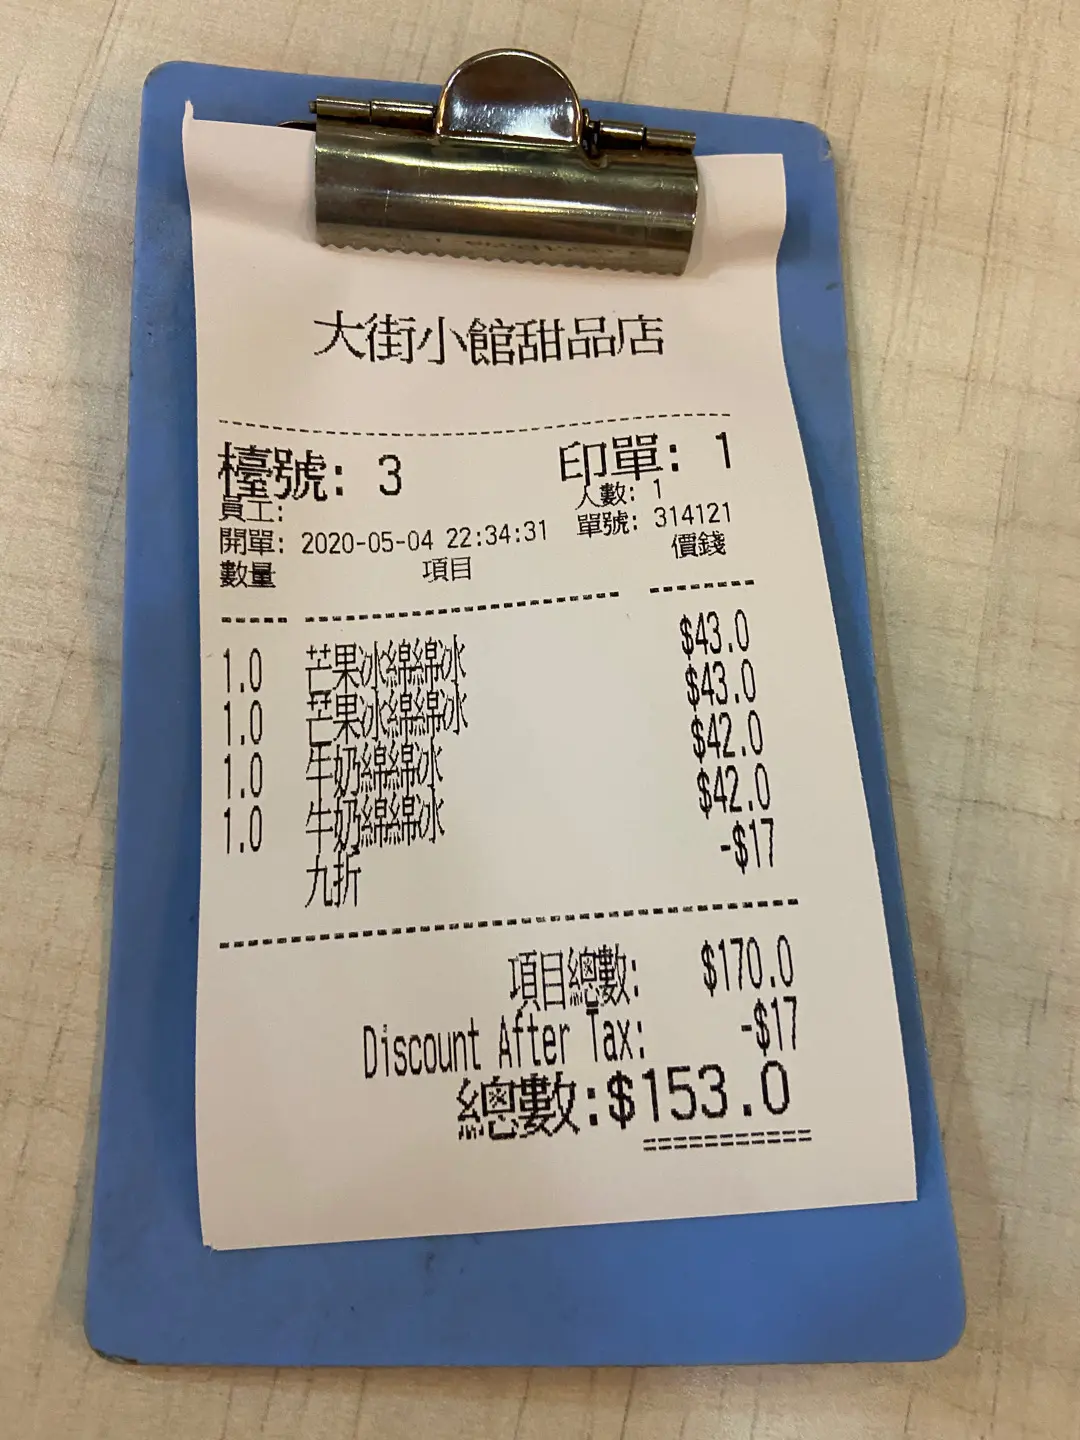 大街小館甜品店
檯號: 3 印單: 1
員工: 人數: 1
開單: 2020-05-04 22:34:31 單號: 314121
數量 項目 價錢
1.0 芒果冰綿綿冰 $43.0
1.0 芒果冰綿綿冰 $43.0
1.0 牛奶綿綿冰 $42.0
1.0 牛奶綿綿冰 $42.0
九折 -$17
項目總數: $170.0
Discount After Tax: -$17
總數:$153.0